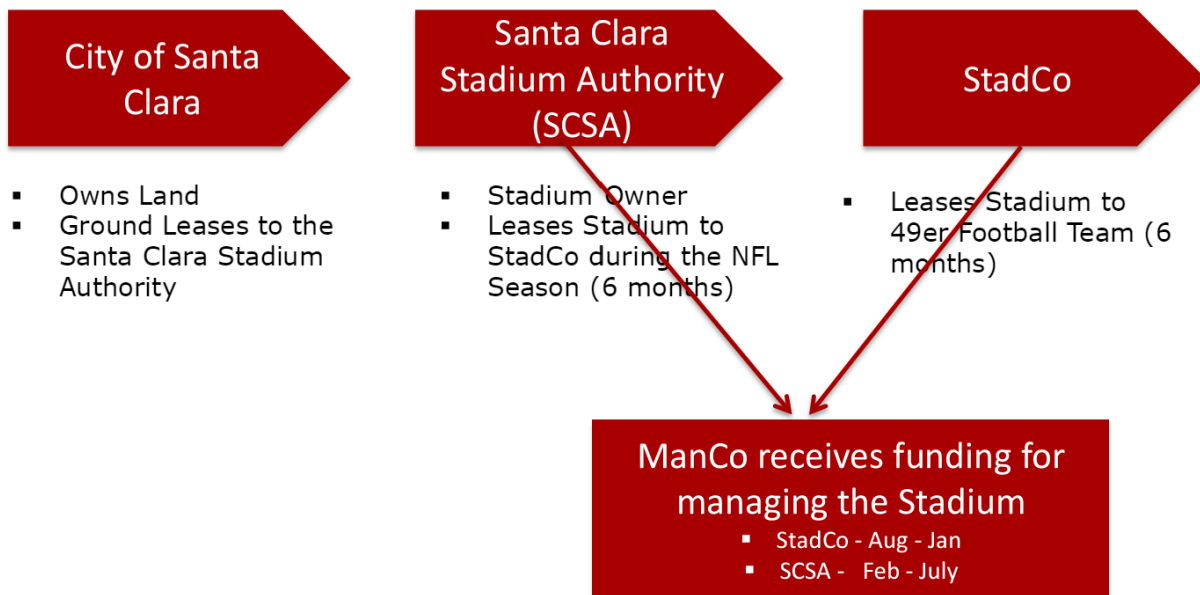 City of Santa
Clara
Santa Clara
Stadium Authority
(SCSA)
StadCo
▪ Owns Land
▪ Ground Leases to the
Santa Clara Stadium
Authority
▪ Stadium Owner
▪ Leases Stadium to
StadCo during the NFL
Season (6 months)
▪ Leases Stadium to
49er Football Team (6
months)
ManCo receives funding for
managing the Stadium
▪ StadCo - Aug - Jan
▪ SCSA - Feb - July